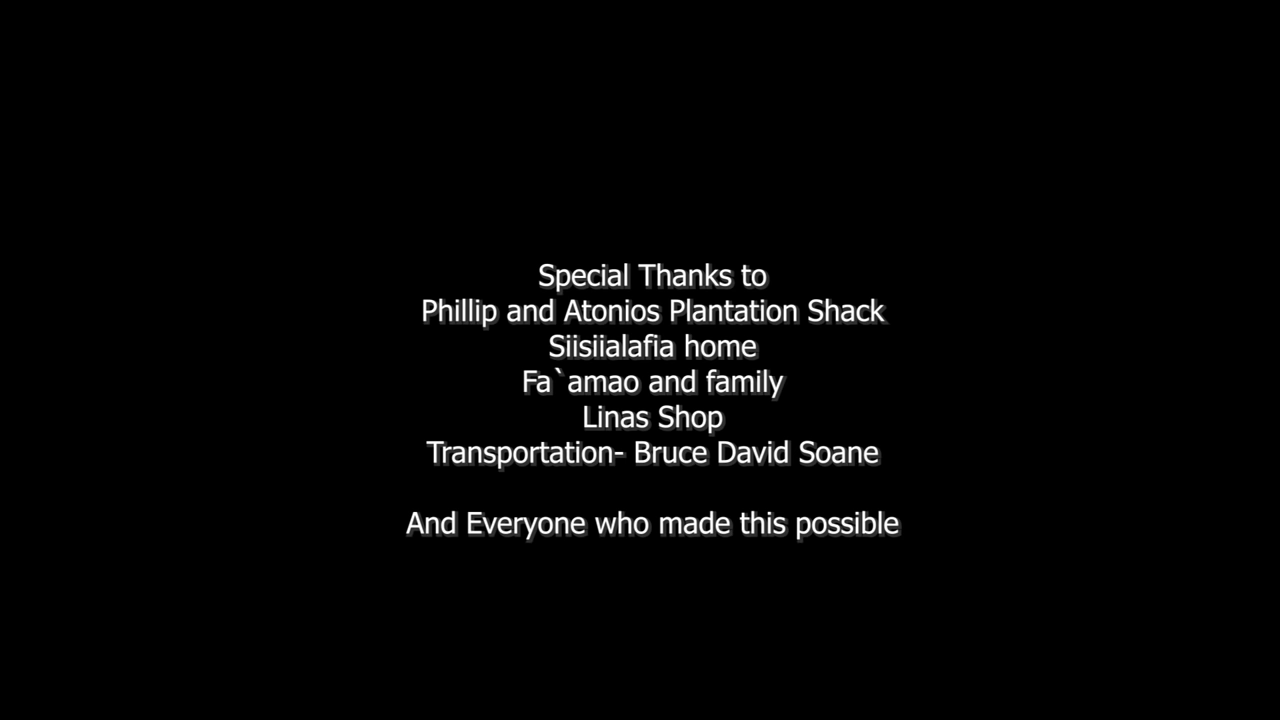 Special Thanks to
Phillip and Atonios Plantation Shack
Siisiialafia home
Fa`amao and family
Linas Shop
Transportation- Bruce David Soane
And Everyone who made this possible